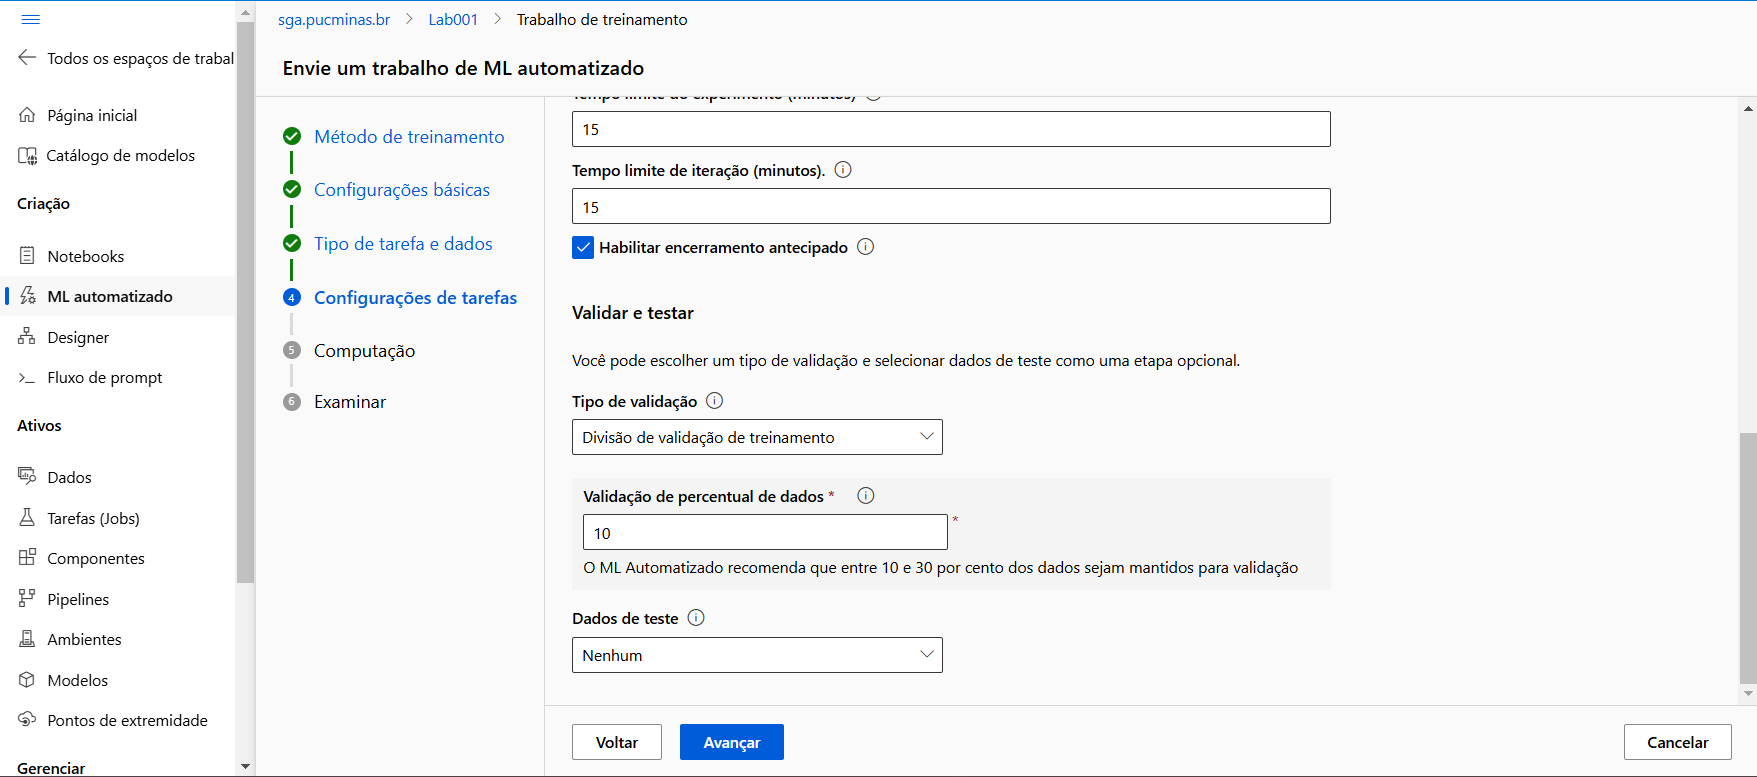 sga.pucminas.br > Lab001 > Trabalho de treinamento
Todos os espaços de trabal
Envie um trabalho de ML automatizado
Página inicial
Catálogo de modelos
Criação
Notebooks
ML automatizado
Designer
Fluxo de prompt
Ativos
Dados
Tarefas (Jobs)
Componentes
Pipelines
Ambientes
Modelos
Pontos de extremidade
Gerenciar
Método de treinamento
Configurações básicas
Tipo de tarefa e dados
4 Configurações de tarefas
5 Computação
6 Examinar
Tempo limite do experimento (minutos)
15
Tempo limite de iteração (minutos).
15
Habilitar encerramento antecipado
Validar e testar
Você pode escolher um tipo de validação e selecionar dados de teste como uma etapa opcional.
Tipo de validação
Divisão de validação de treinamento
Validação de percentual de dados *
10 *
O ML Automatizado recomenda que entre 10 e 30 por cento dos dados sejam mantidos para validação
Dados de teste
Nenhum
Voltar
Avançar
Cancelar